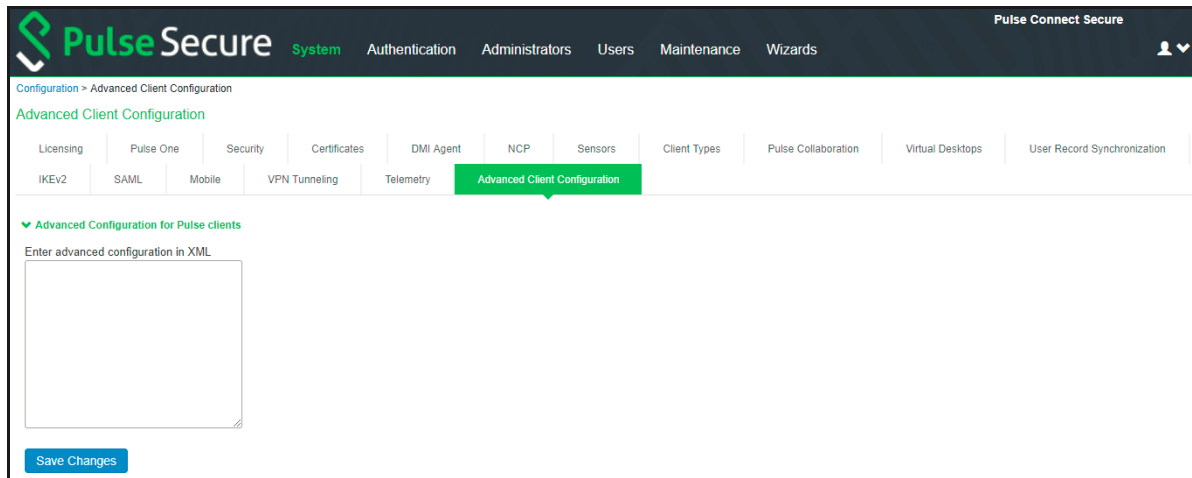 Pulse Connect Secure
Pulse Secure System Authentication Administrators Users Maintenance Wizards
Configuration > Advanced Client Configuration
Advanced Client Configuration
Licensing Pulse One Security Certificates DMI Agent NCP Sensors Client Types Pulse Collaboration Virtual Desktops User Record Synchronization
IKEv2 SAML Mobile VPN Tunneling Telemetry Advanced Client Configuration
Advanced Configuration for Pulse clients
Enter advanced configuration in XML
Save Changes